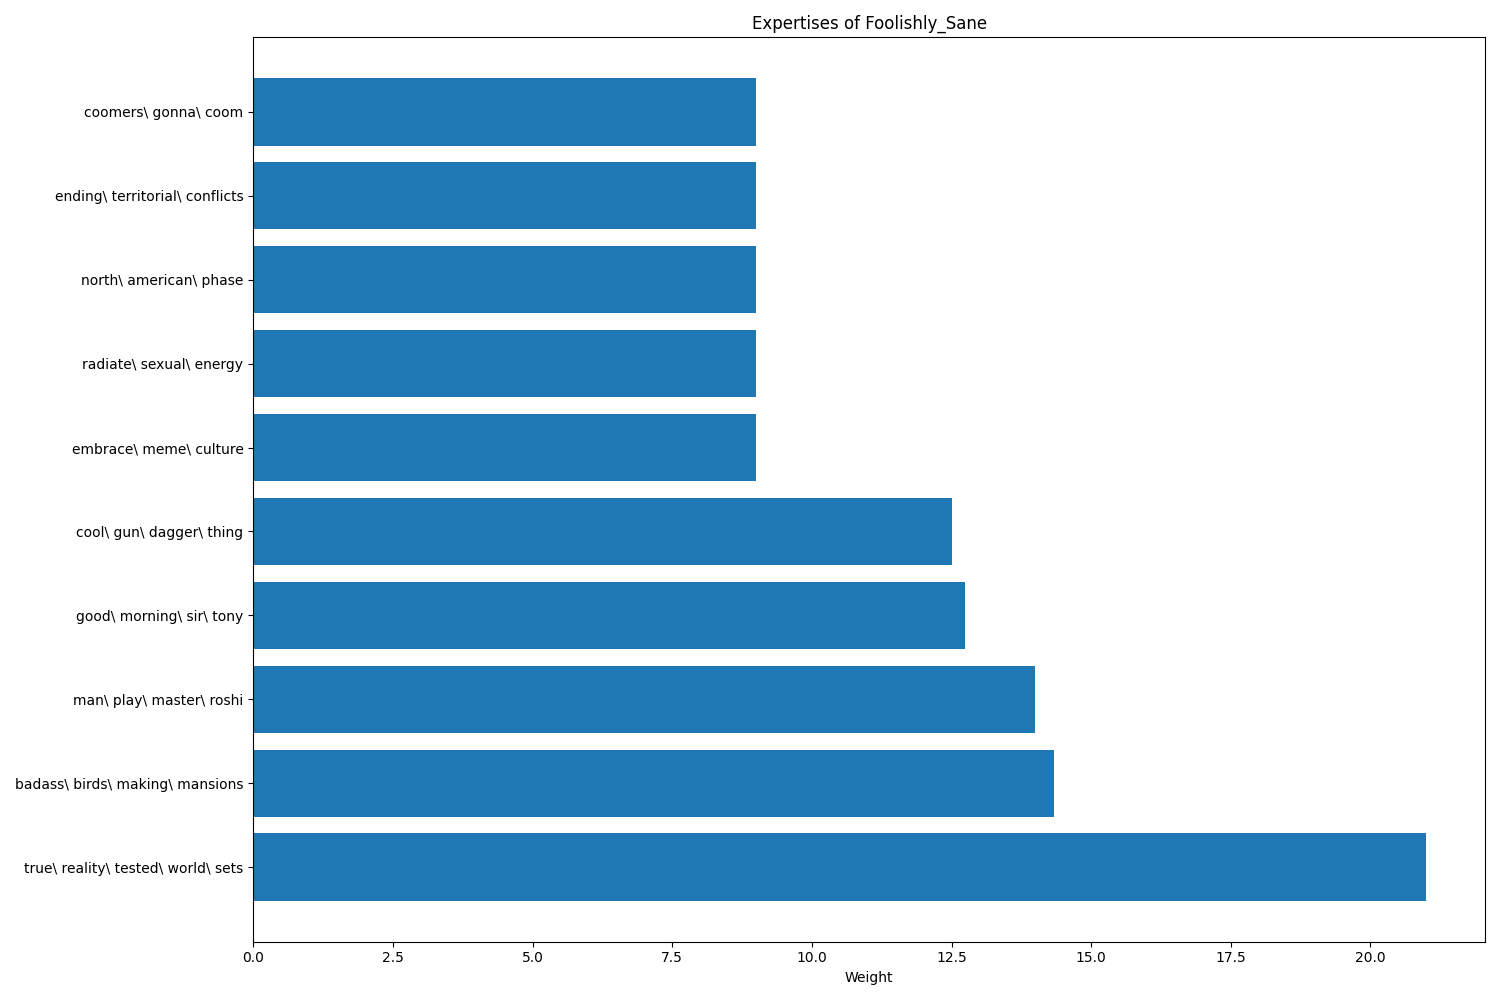 Expertises of Foolishly_Sane
coomers\ gonna\ coom
ending\ territorial\ conflicts
north\ american\ phase
radiate\ sexual\ energy
embrace\ meme\ culture
cool\ gun\ dagger\ thing
good\ morning\ sir\ tony
man\ play\ master\ roshi
badass\ birds\ making\ mansions
true\ reality\ tested\ world\ sets
0.0 2.5 5.0 7.5 10.0 12.5 15.0 17.5 20.0
Weight